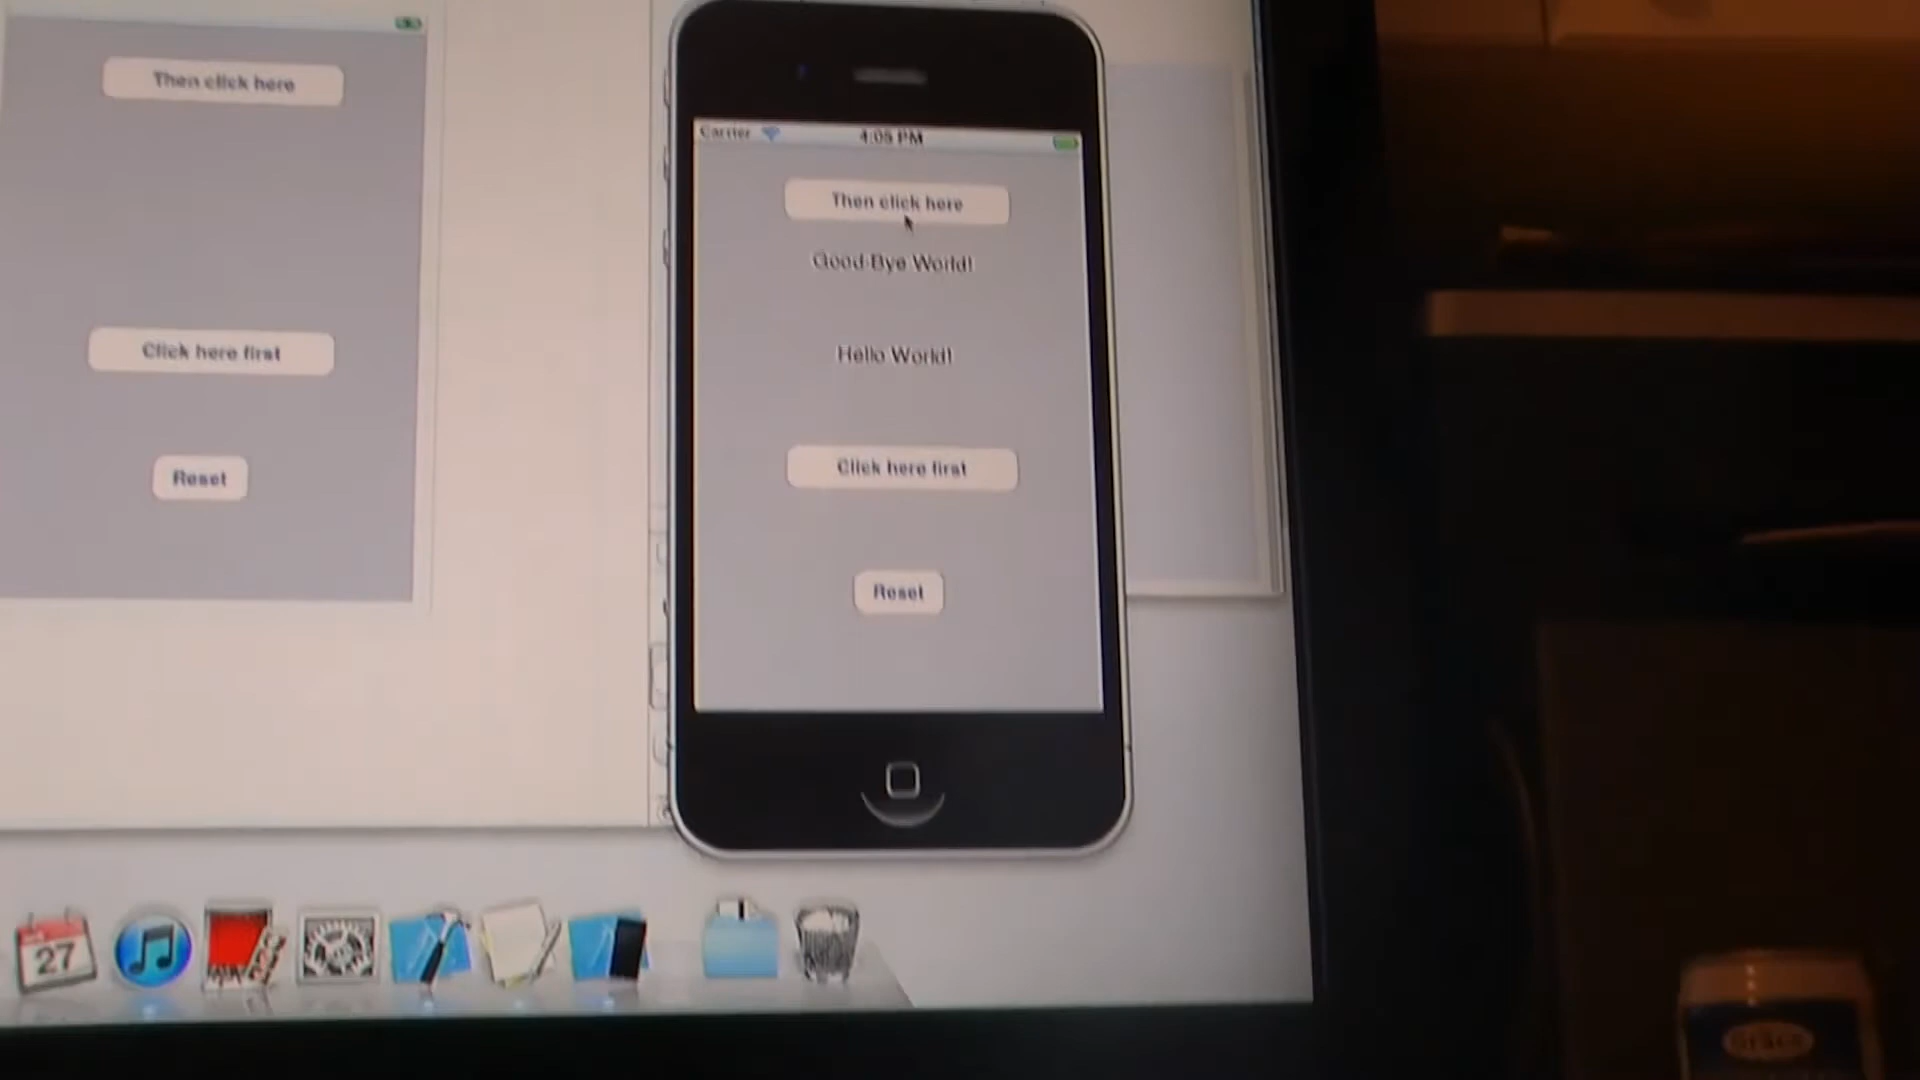 Then click here
Click here first
Reset
Carrier
4:05 PM
Then click here
Good-Bye World!
Hello World!
Click here first
Reset
27